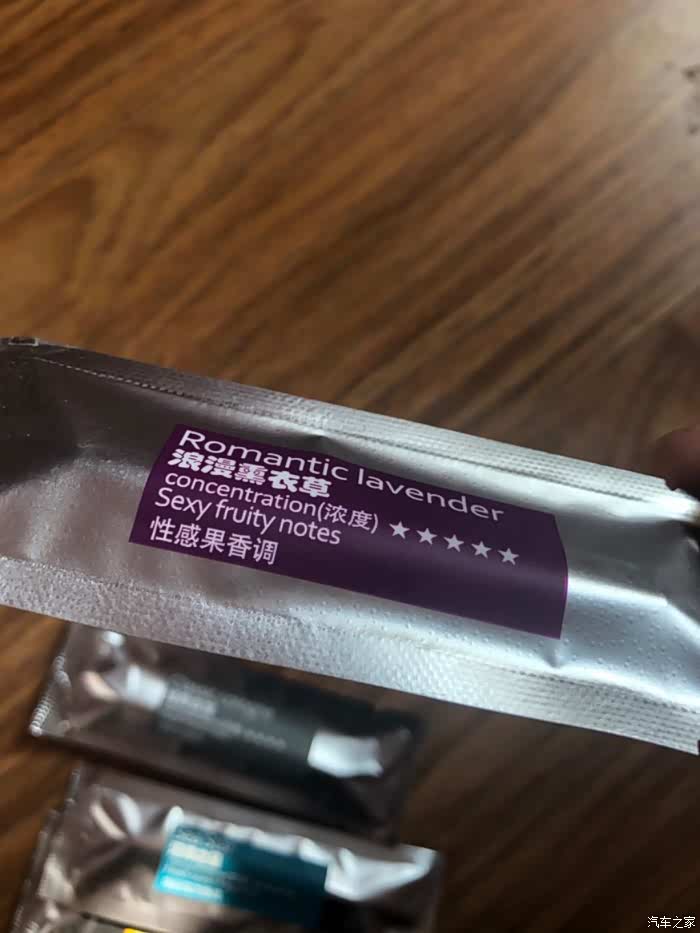 Romantic lavender
浪漫薰衣草
concentration(浓度) ★★★★★
Sexy fruity notes
性感果香调
汽车之家